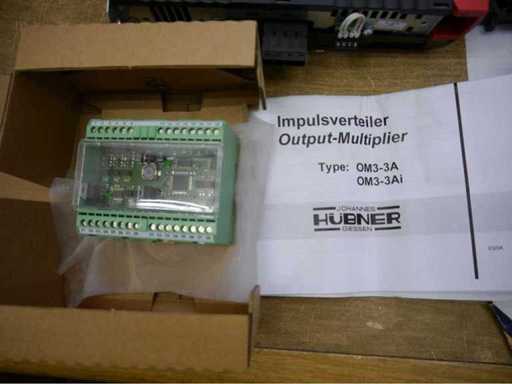 Impulsverteiler
Output-Multiplier
Type: OM3-3A
OM3-3Ai
JOHANNES
HÜBNER
GIESSEN